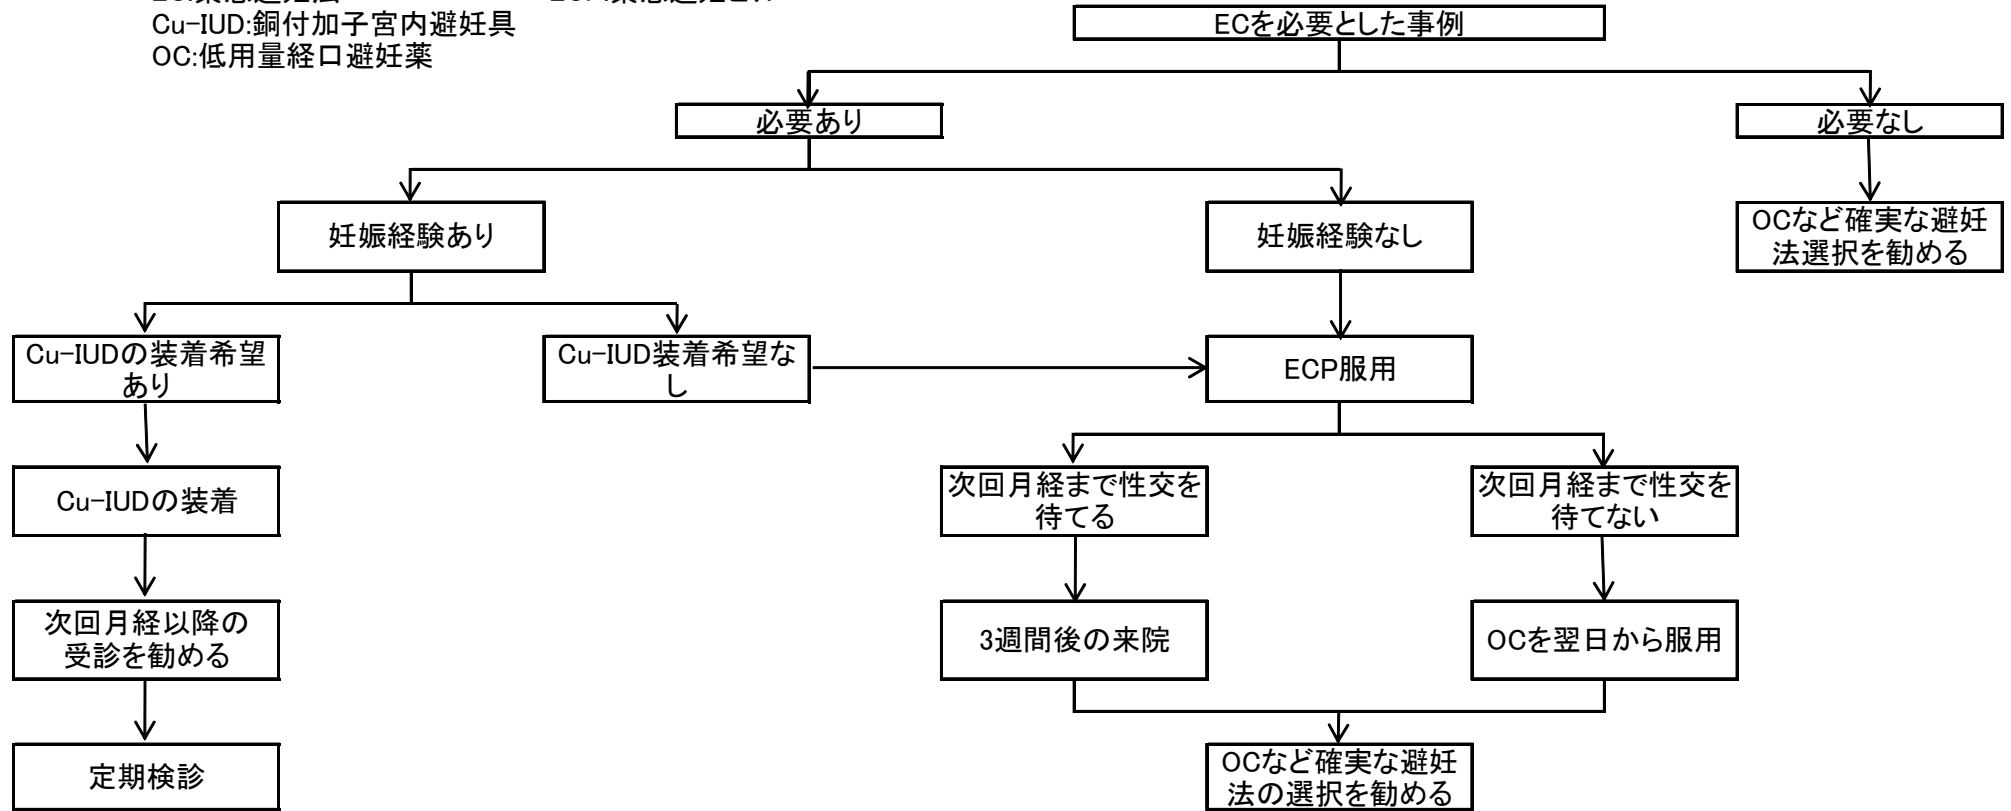 Cu-IUD:銅付加子宮内避妊具
OC:低用量経口避妊薬
ECを必要とした事例
必要あり
必要なし
妊娠経験あり
妊娠経験なし
OCなど確実な避妊
法選択を勧める
Cu-IUDの装着希望
あり
Cu-IUD装着希望な
し
ECP服用
Cu-IUDの装着
次回月経まで性交を
待てる
次回月経まで性交を
待てない
次回月経以降の
受診を勧める
3週間後の来院
OCを翌日から服用
定期検診
OCなど確実な避妊
法の選択を勧める